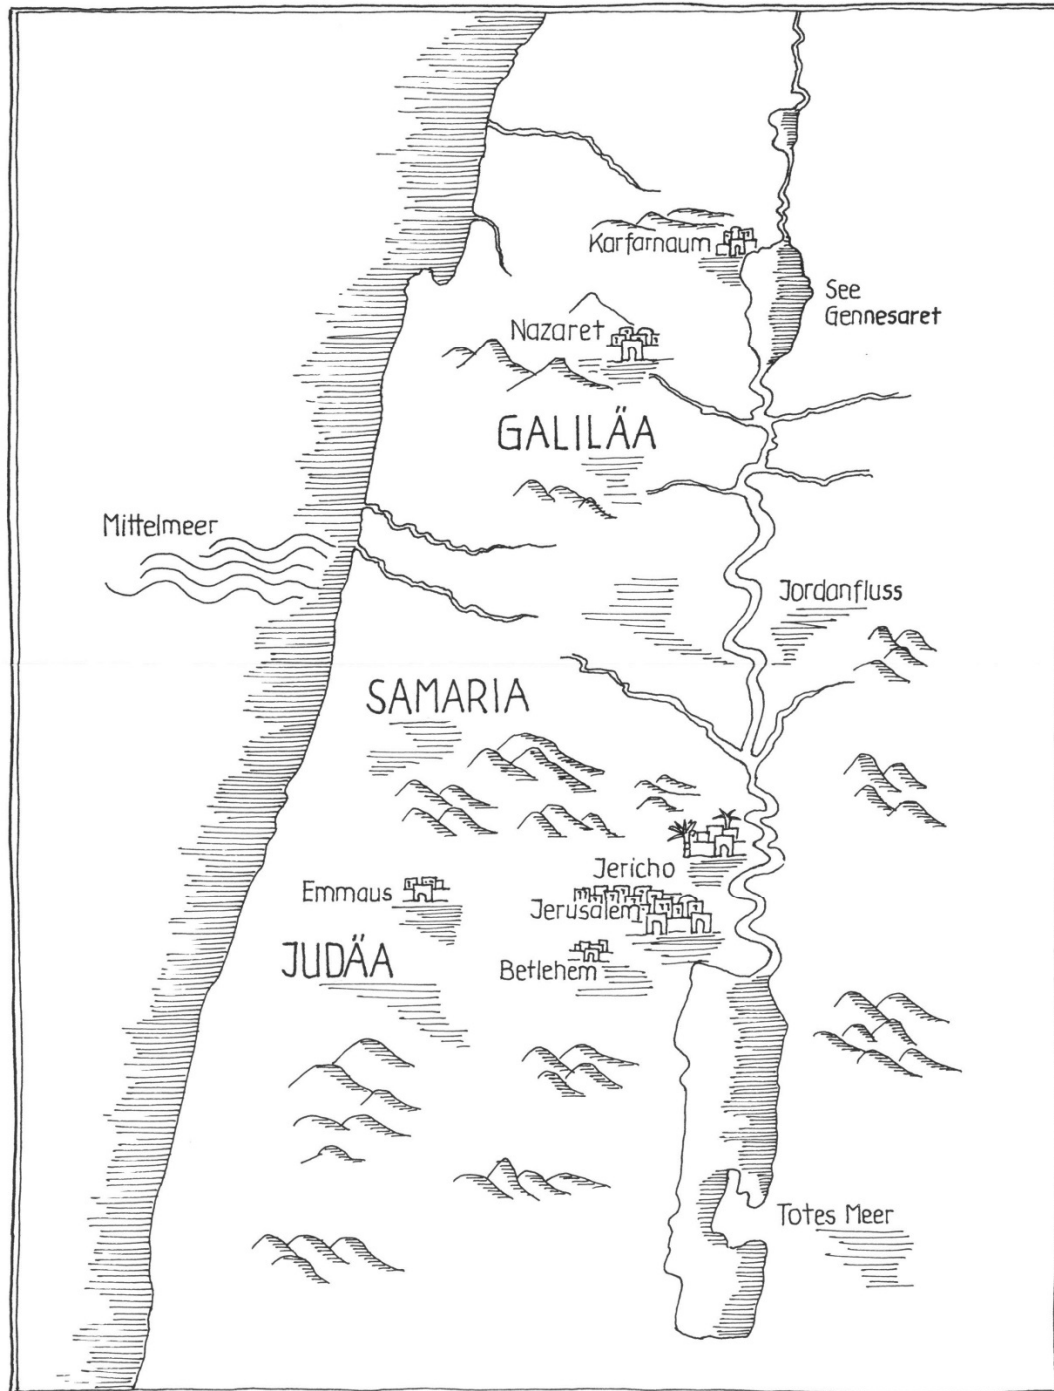 Karfarnaum
See
Gennesaret
Nazaret
GALILÄA
Mittelmeer
Jordanfluss
SAMARIA
Jericho
Emmaus
Jerusalem
JUDÄA
Betlehem
Totes Meer